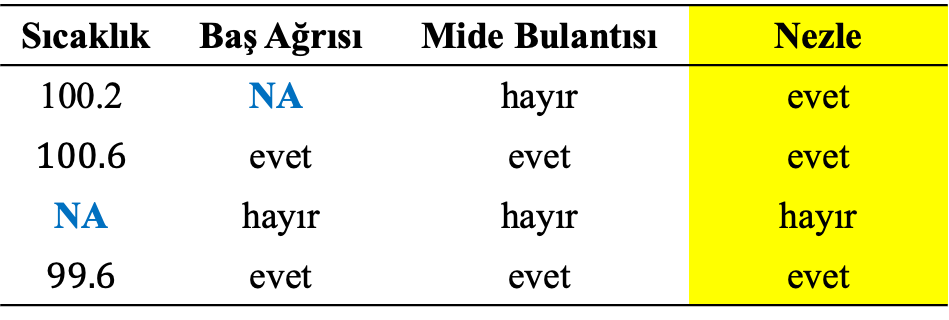 Sıcaklık Baş Ağrısı Mide Bulantısı Nezle
100.2 NA hayır evet
100.6 evet evet evet
NA hayır hayır hayır
99.6 evet evet evet